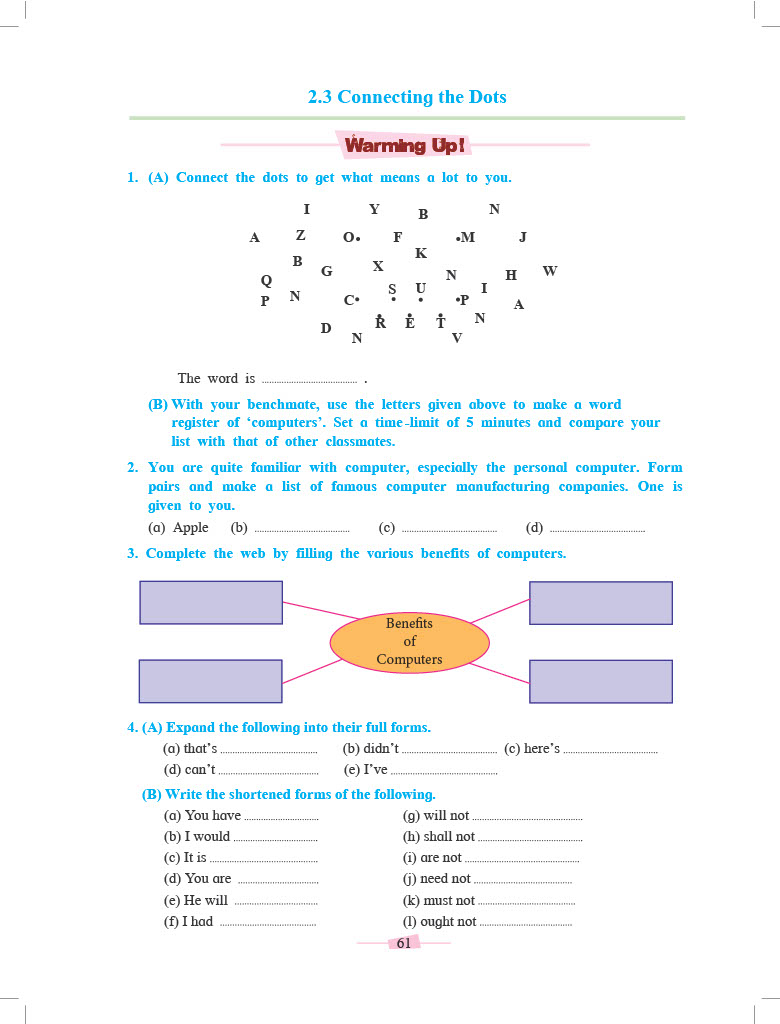 2.3 Connecting the Dots
Warming Up!
1. (A) Connect the dots to get what means a lot to you.
I Y B N
A Z O• F •M J
K
B G X N H W
Q S U I
P N C• •P A
D R E T N
N V
The word is ..................................... .
(B) With your benchmate, use the letters given above to make a word
register of ‘computers’. Set a time-limit of 5 minutes and compare your
list with that of other classmates.
2. You are quite familiar with computer, especially the personal computer. Form
pairs and make a list of famous computer manufacturing companies. One is
given to you.
(a) Apple (b) ..................................... (c) ..................................... (d) .....................................
3. Complete the web by filling the various benefits of computers.
Benefits
of
Computers
4. (A) Expand the following into their full forms.
(a) that’s ..................................... (b) didn’t ..................................... (c) here’s .....................................
(d) can’t ..................................... (e) I’ve .....................................
(B) Write the shortened forms of the following.
(a) You have ............................. (g) will not .....................................
(b) I would ................................ (h) shall not .....................................
(c) It is ..................................... (i) are not .....................................
(d) You are ............................... (j) need not .....................................
(e) He will ................................ (k) must not .....................................
(f) I had ..................................... (l) ought not .....................................
61